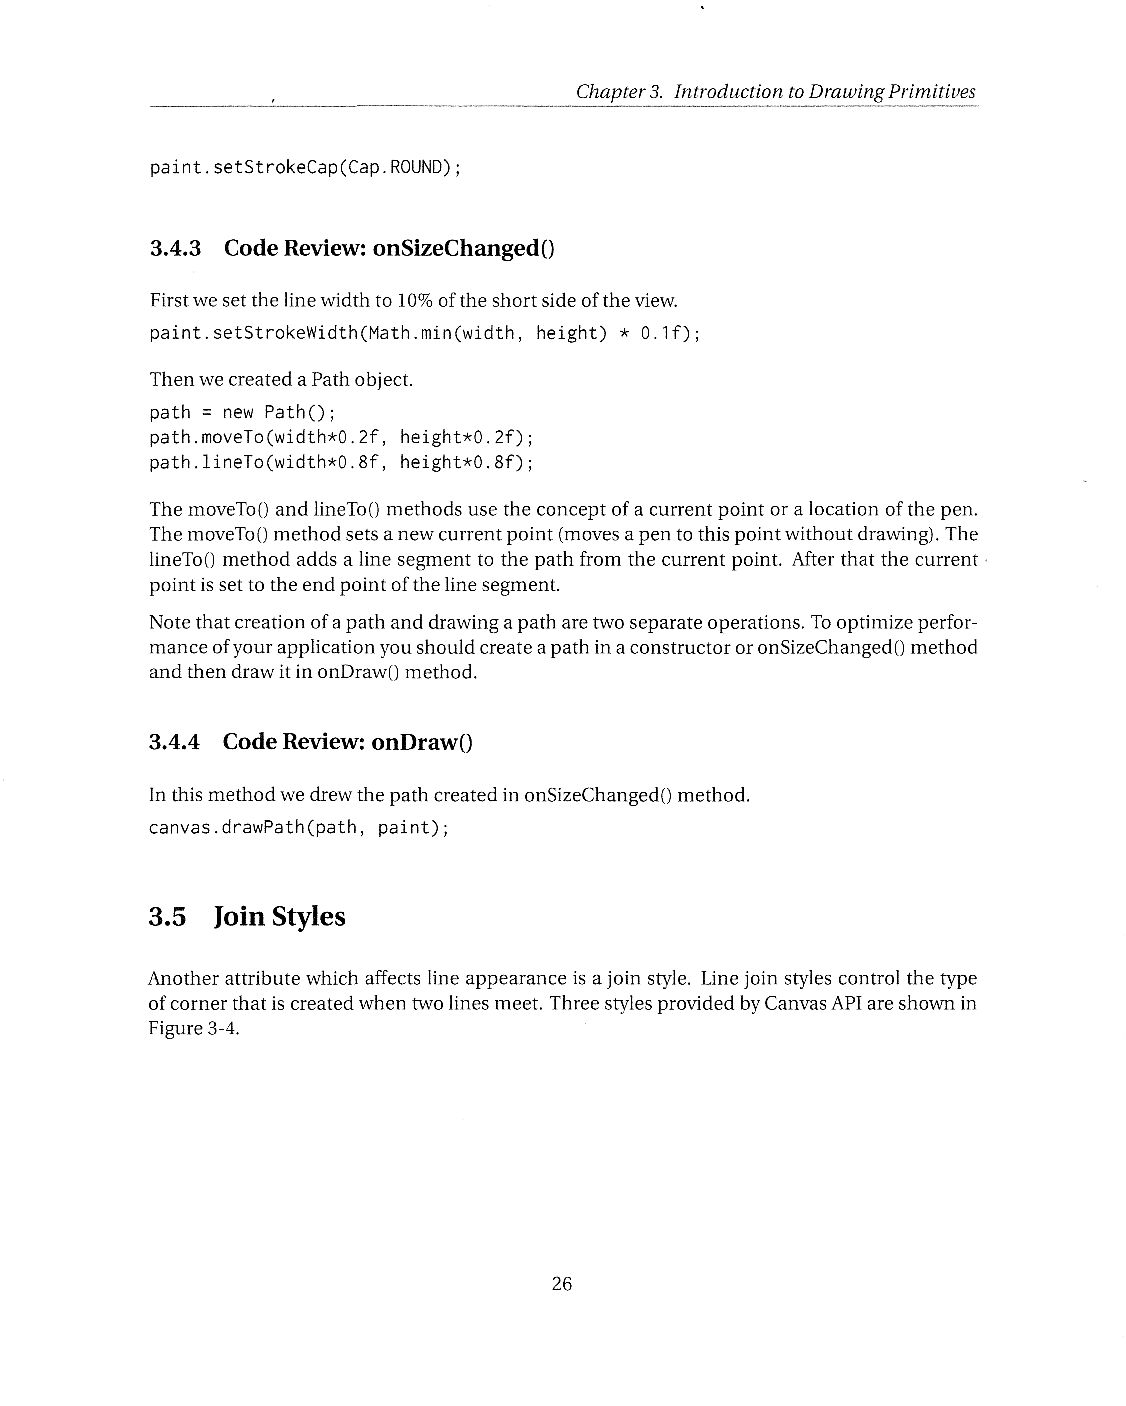 Chapter 3. Introduction to Drawing Primitives
paint.setStrokeCap(Cap.ROUND);
3.4.3 Code Review: onSizeChanged()
First we set the line width to 10% of the short side of the view.
paint.setStrokeWidth(Math.min(width, height) * 0.1f);
Then we created a Path object.
path = new Path();
path.moveTo(width*0.2f, height*0.2f);
path.lineTo(width*0.8f, height*0.8f);
The moveTo() and lineTo() methods use the concept of a current point or a location of the pen.
The moveTo() method sets a new current point (moves a pen to this point without drawing). The
lineTo() method adds a line segment to the path from the current point. After that the current
point is set to the end point of the line segment.
Note that creation of a path and drawing a path are two separate operations. To optimize perfor-
mance of your application you should create a path in a constructor or onSizeChanged() method
and then draw it in onDraw() method.
3.4.4 Code Review: onDraw()
In this method we drew the path created in onSizeChanged() method.
canvas.drawPath(path, paint);
3.5 Join Styles
Another attribute which affects line appearance is a join style. Line join styles control the type
of corner that is created when two lines meet. Three styles provided by Canvas API are shown in
Figure 3-4.
26